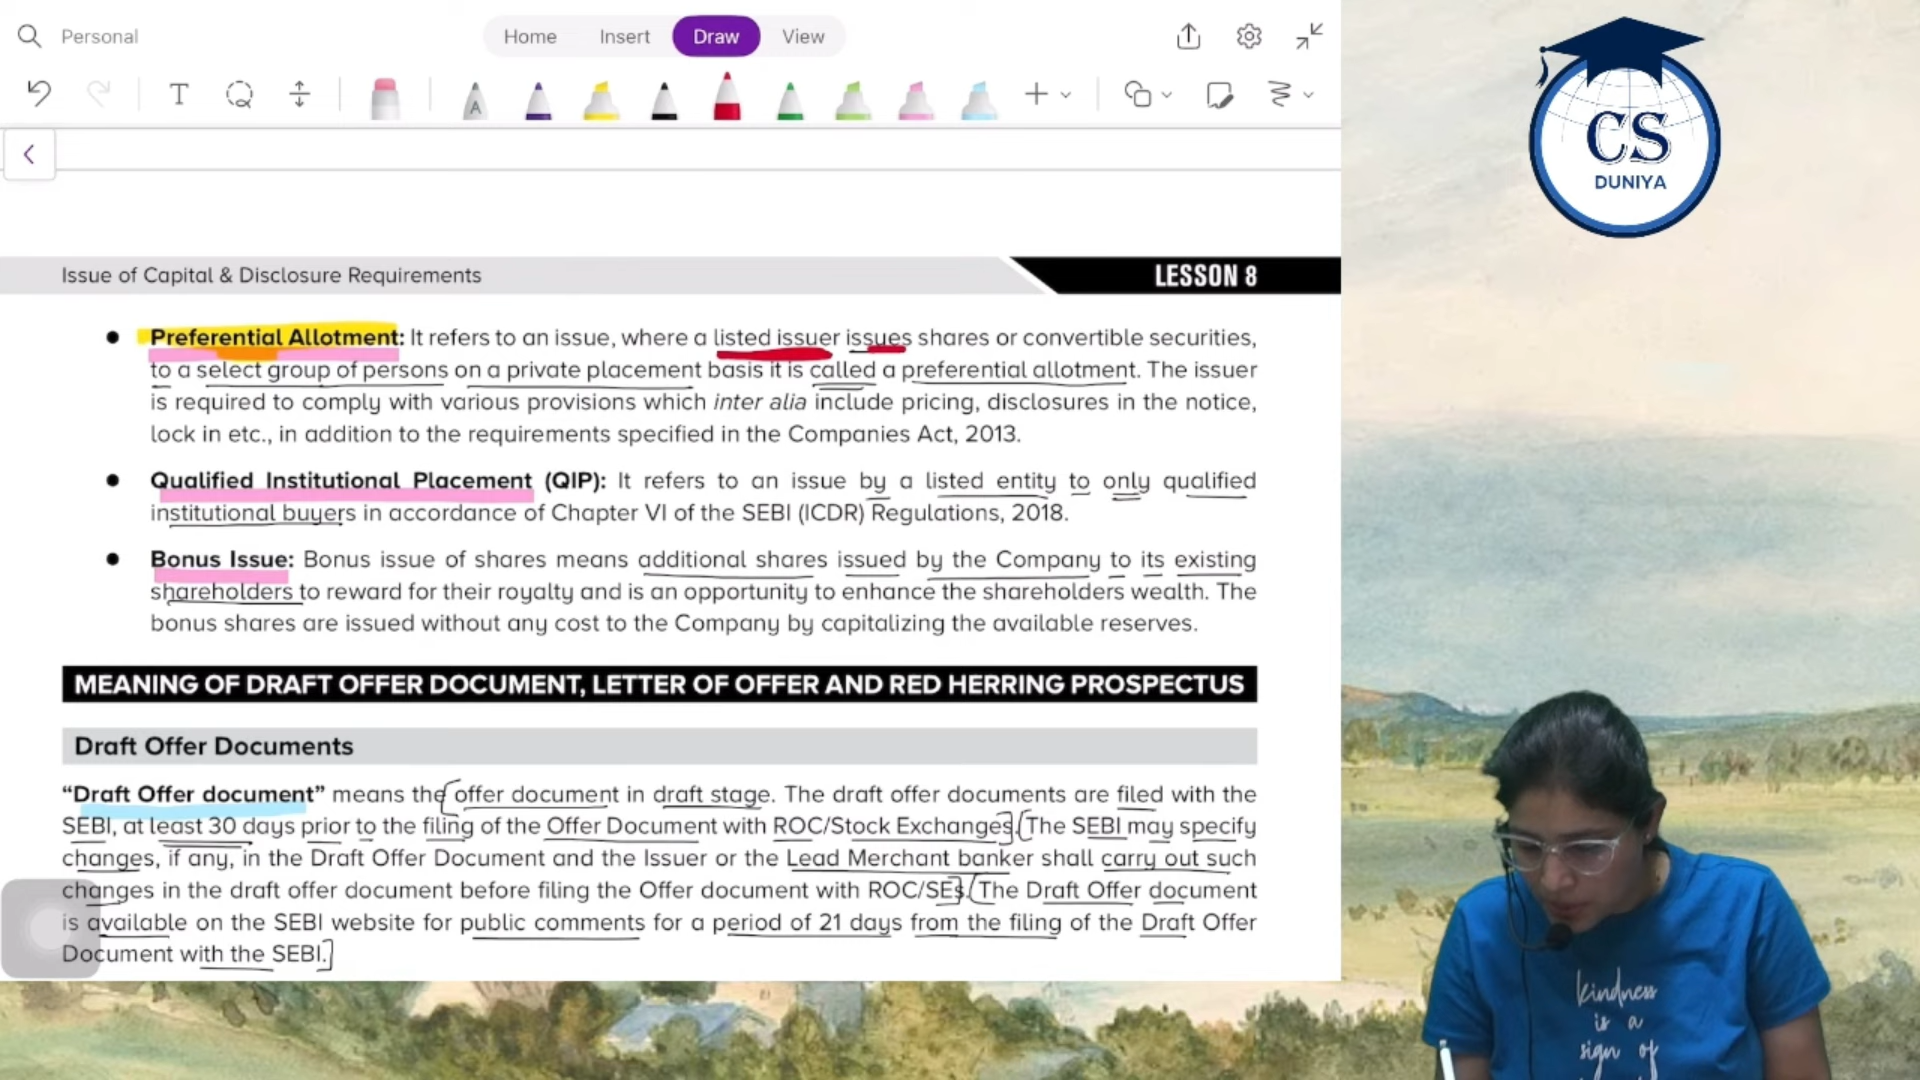 Personal
Home Insert Draw View
CS
DUNIYA
Issue of Capital & Disclosure Requirements LESSON 8
● Preferential Allotment: It refers to an issue, where a listed issuer issues shares or convertible securities,
to a select group of persons on a private placement basis it is called a preferential allotment. The issuer
is required to comply with various provisions which inter alia include pricing, disclosures in the notice,
lock in etc., in addition to the requirements specified in the Companies Act, 2013.
● Qualified Institutional Placement (QIP): It refers to an issue by a listed entity to only qualified
institutional buyers in accordance of Chapter VI of the SEBI (ICDR) Regulations, 2018.
● Bonus Issue: Bonus issue of shares means additional shares issued by the Company to its existing
shareholders to reward for their royalty and is an opportunity to enhance the shareholders wealth. The
bonus shares are issued without any cost to the Company by capitalizing the available reserves.
MEANING OF DRAFT OFFER DOCUMENT, LETTER OF OFFER AND RED HERRING PROSPECTUS
Draft Offer Documents
“Draft Offer document” means the offer document in draft stage. The draft offer documents are filed with the
SEBI, at least 30 days prior to the filing of the Offer Document with ROC/Stock Exchanges. The SEBI may specify
changes, if any, in the Draft Offer Document and the Issuer or the Lead Merchant banker shall carry out such
changes in the draft offer document before filing the Offer document with ROC/SEs. The Draft Offer document
is available on the SEBI website for public comments for a period of 21 days from the filing of the Draft Offer
Document with the SEBI.
kindness
is a
sign of